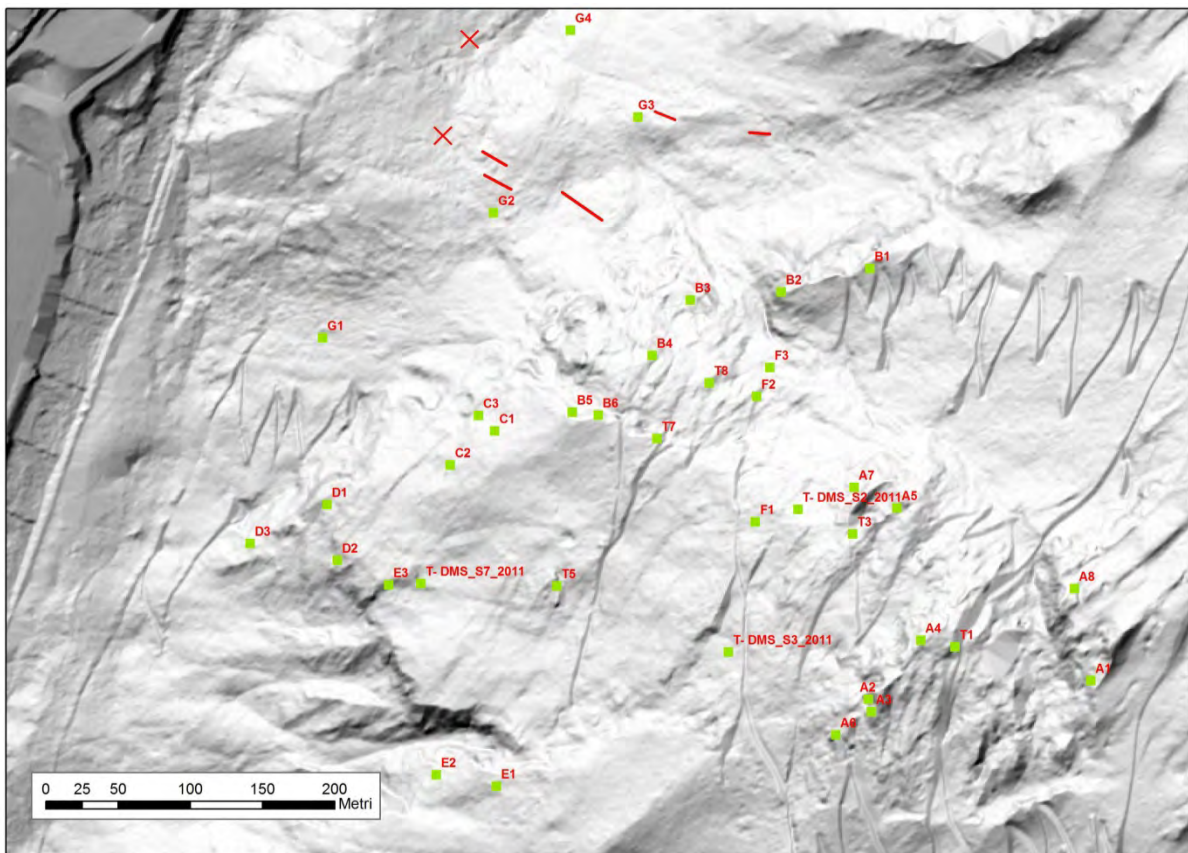 G4
G3
G2
B1
B2
B3
G1
B4
F3
T8
F2
C3
B5
B6
C1
T7
C2
A7
D1
T- DMS_S2_2011
A5
F1
T3
D3
D2
E3
T- DMS_S7_2011
T5
A8
A4
T1
T- DMS_S3_2011
A1
A2
A3
A6
E2
E1
0 25 50 100 150 200
Metri